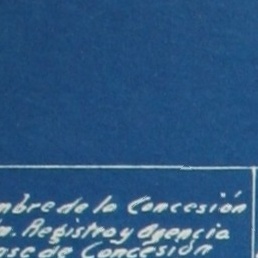 mbre de la Concesión
m. Registro y agencia
ase de Concesión